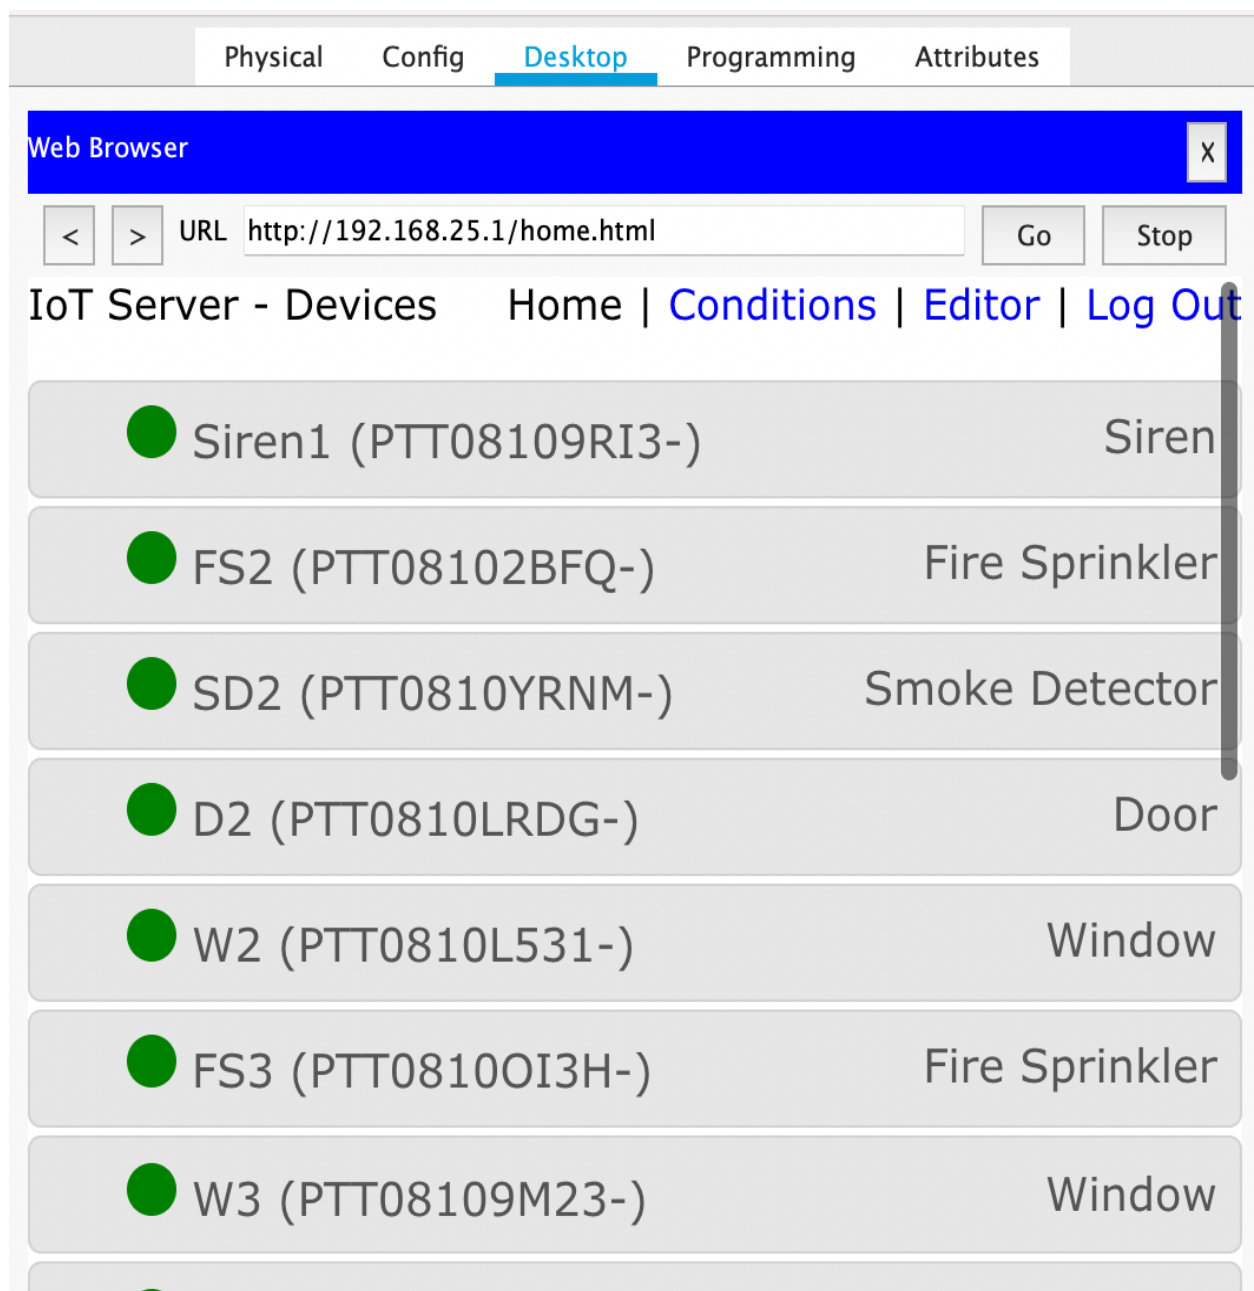 Physical Config Desktop Programming Attributes
Web Browser X
< > URL http://192.168.25.1/home.html Go Stop
IoT Server - Devices Home | Conditions | Editor | Log Out
Siren1 (PTT08109RI3-) Siren
FS2 (PTT08102BFQ-) Fire Sprinkler
SD2 (PTT0810YRNM-) Smoke Detector
D2 (PTT0810LRDG-) Door
W2 (PTT0810L531-) Window
FS3 (PTT0810OI3H-) Fire Sprinkler
W3 (PTT08109M23-) Window